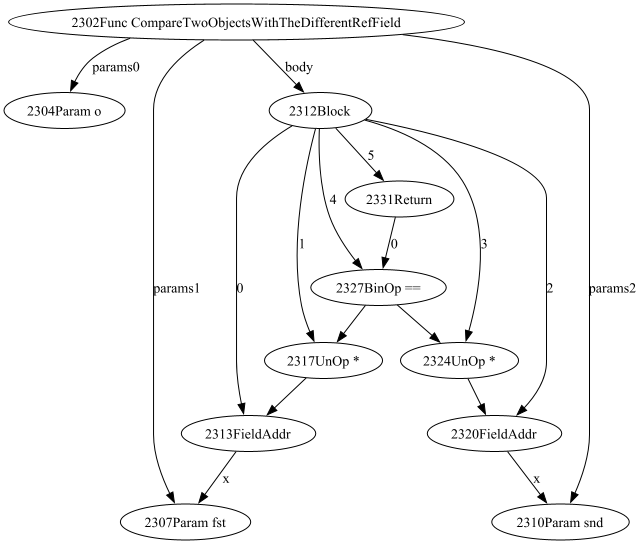 2302Func CompareTwoObjectsWithTheDifferentRefField
params0
body
2304Param o
2312Block
5
2331Return
4
1
0
3
params1
0
2
params2
2327BinOp ==
2317UnOp *
2324UnOp *
2313FieldAddr
2320FieldAddr
x
x
2307Param fst
2310Param snd